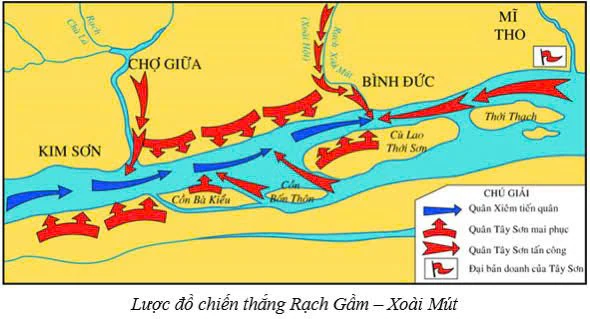 Rạch
Chà Là
CHỢ GIỮA
(Xoài Hột)
Rạch Xoài Mút
BÌNH ĐỨC
MĨ
THO
Thới Thạch
Cù Lao
Thới Sơn
KIM SƠN
Cồn Bà Kiểu
Cồn
Bốn Thôn
CHÚ GIẢI
Quân Xiêm tiến quân
Quân Tây Sơn mai phục
Quân Tây Sơn tấn công
Đại bản doanh của Tây Sơn
Lược đồ chiến thắng Rạch Gầm – Xoài Mút